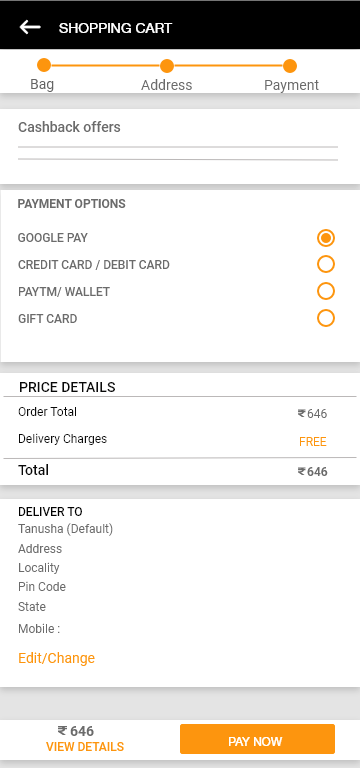 SHOPPING CART
Bag Address Payment
Cashback offers
PAYMENT OPTIONS
GOOGLE PAY
CREDIT CARD / DEBIT CARD
PAYTM/ WALLET
GIFT CARD
PRICE DETAILS
Order Total ₹646
Delivery Charges FREE
Total ₹646
DELIVER TO
Tanusha (Default)
Address
Locality
Pin Code
State
Mobile :
Edit/Change
₹ 646
VIEW DETAILS
PAY NOW